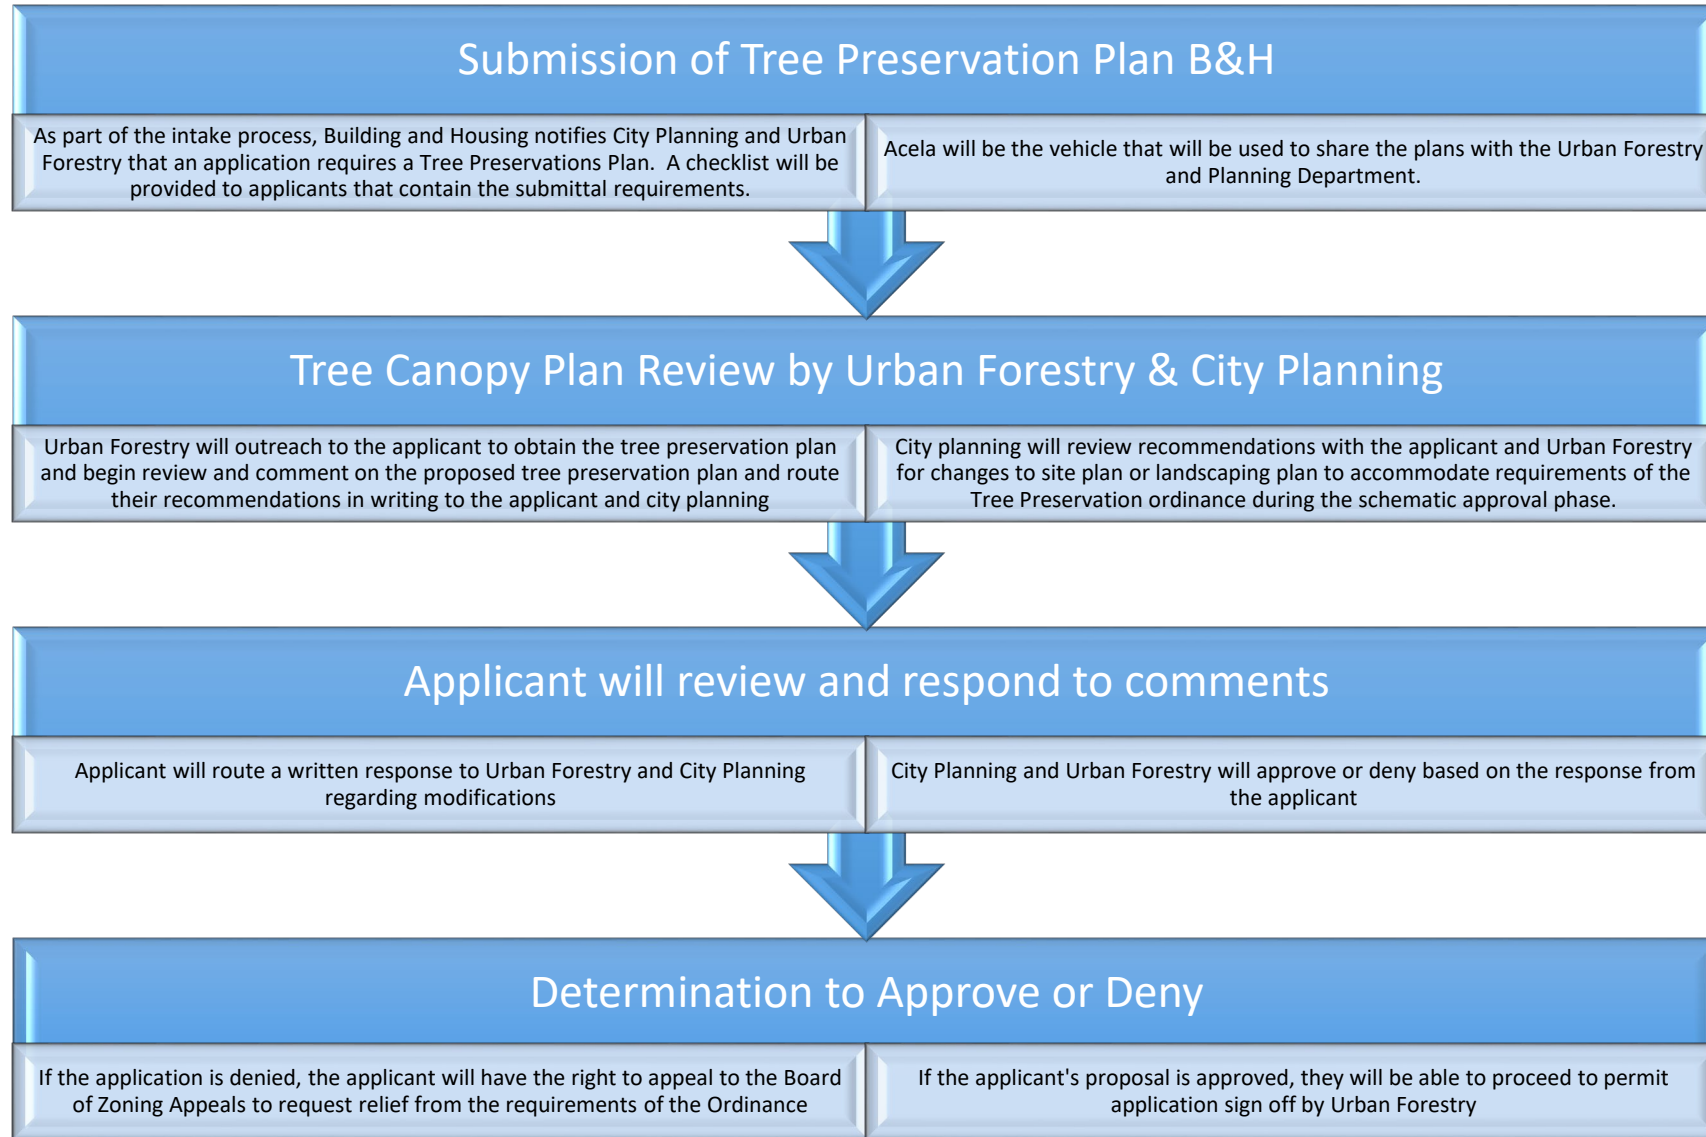 Submission of Tree Preservation Plan B&H
As part of the intake process, Building and Housing notifies City Planning and Urban
Forestry that an application requires a Tree Preservations Plan. A checklist will be
provided to applicants that contain the submittal requirements.
Acela will be the vehicle that will be used to share the plans with the Urban Forestry
and Planning Department.
Tree Canopy Plan Review by Urban Forestry & City Planning
Urban Forestry will outreach to the applicant to obtain the tree preservation plan
and begin review and comment on the proposed tree preservation plan and route
their recommendations in writing to the applicant and city planning
City planning will review recommendations with the applicant and Urban Forestry
for changes to site plan or landscaping plan to accommodate requirements of the
Tree Preservation ordinance during the schematic approval phase.
Applicant will review and respond to comments
Applicant will route a written response to Urban Forestry and City Planning
regarding modifications
City Planning and Urban Forestry will approve or deny based on the response from
the applicant
Determination to Approve or Deny
If the application is denied, the applicant will have the right to appeal to the Board
of Zoning Appeals to request relief from the requirements of the Ordinance
If the applicant's proposal is approved, they will be able to proceed to permit
application sign off by Urban Forestry